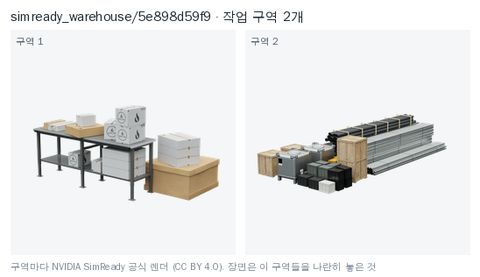 simready_warehouse/5e898d59f9 · 작업 구역 2개
구역 1
구역 2
구역마다 NVIDIA SimReady 공식 렌더 (CC BY 4.0). 장면은 이 구역들을 나란히 놓은 것